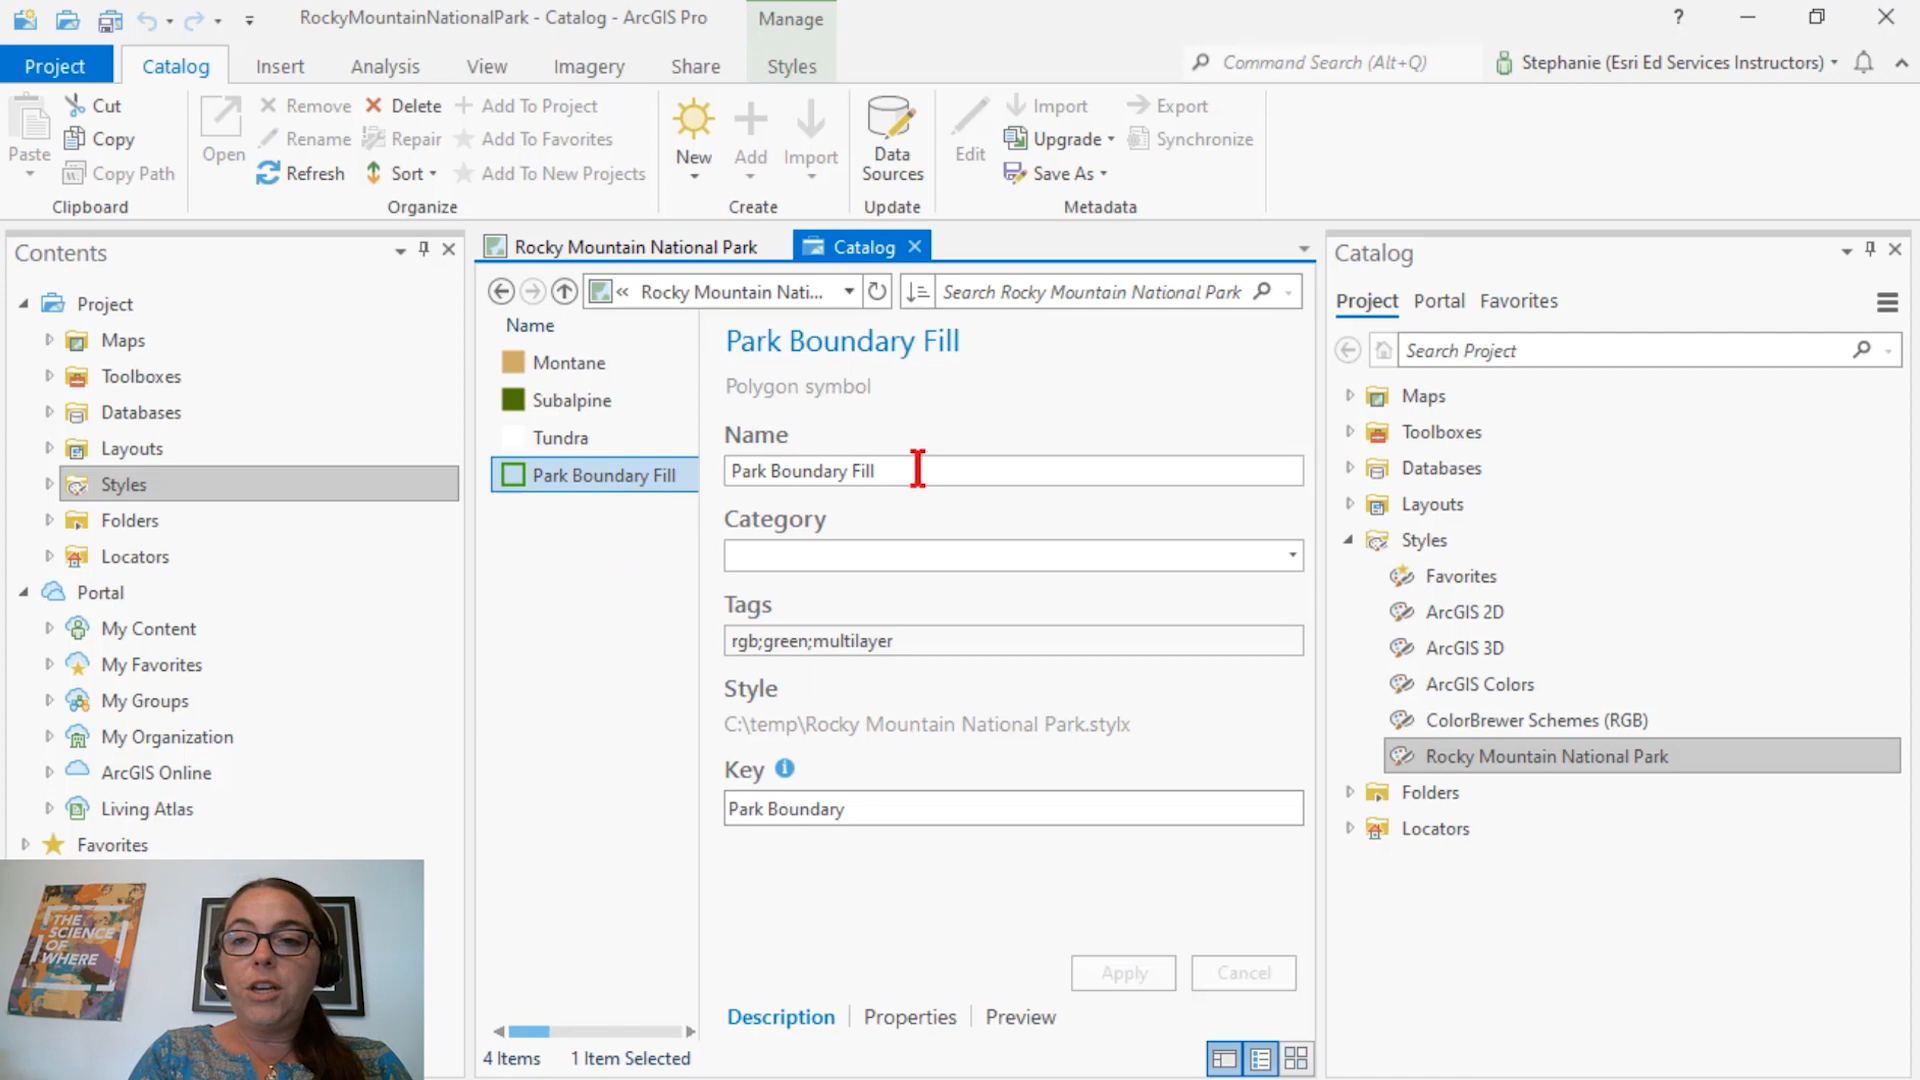 RockyMountainNationalPark - Catalog - ArcGIS Pro
Manage
?
Project
Catalog
Insert
Analysis
View
Imagery
Share
Styles
Command Search (Alt+Q)
Stephanie (Esri Ed Services Instructors)
Paste
Cut
Copy
Copy Path
Clipboard
Open
Remove
Delete
Add To Project
Rename
Repair
Add To Favorites
Refresh
Sort
Add To New Projects
Organize
New
Add
Import
Create
Data
Sources
Update
Edit
Import
Export
Upgrade
Synchronize
Save As
Metadata
Contents
Project
Maps
Toolboxes
Databases
Layouts
Styles
Folders
Locators
Portal
My Content
My Favorites
My Groups
My Organization
ArcGIS Online
Living Atlas
Favorites
THE
SCIENCE
OF
WHERE
Rocky Mountain National Park
Catalog
« Rocky Mountain Nati...
Search Rocky Mountain National Park
Name
Montane
Subalpine
Tundra
Park Boundary Fill
Park Boundary Fill
Polygon symbol
Name
Park Boundary Fill
Category
Tags
rgb;green;multilayer
Style
C:\temp\Rocky Mountain National Park.stylx
Key
Park Boundary
Apply
Cancel
Description
Properties
Preview
4 Items
1 Item Selected
Catalog
Project
Portal
Favorites
Search Project
Maps
Toolboxes
Databases
Layouts
Styles
Favorites
ArcGIS 2D
ArcGIS 3D
ArcGIS Colors
ColorBrewer Schemes (RGB)
Rocky Mountain National Park
Folders
Locators